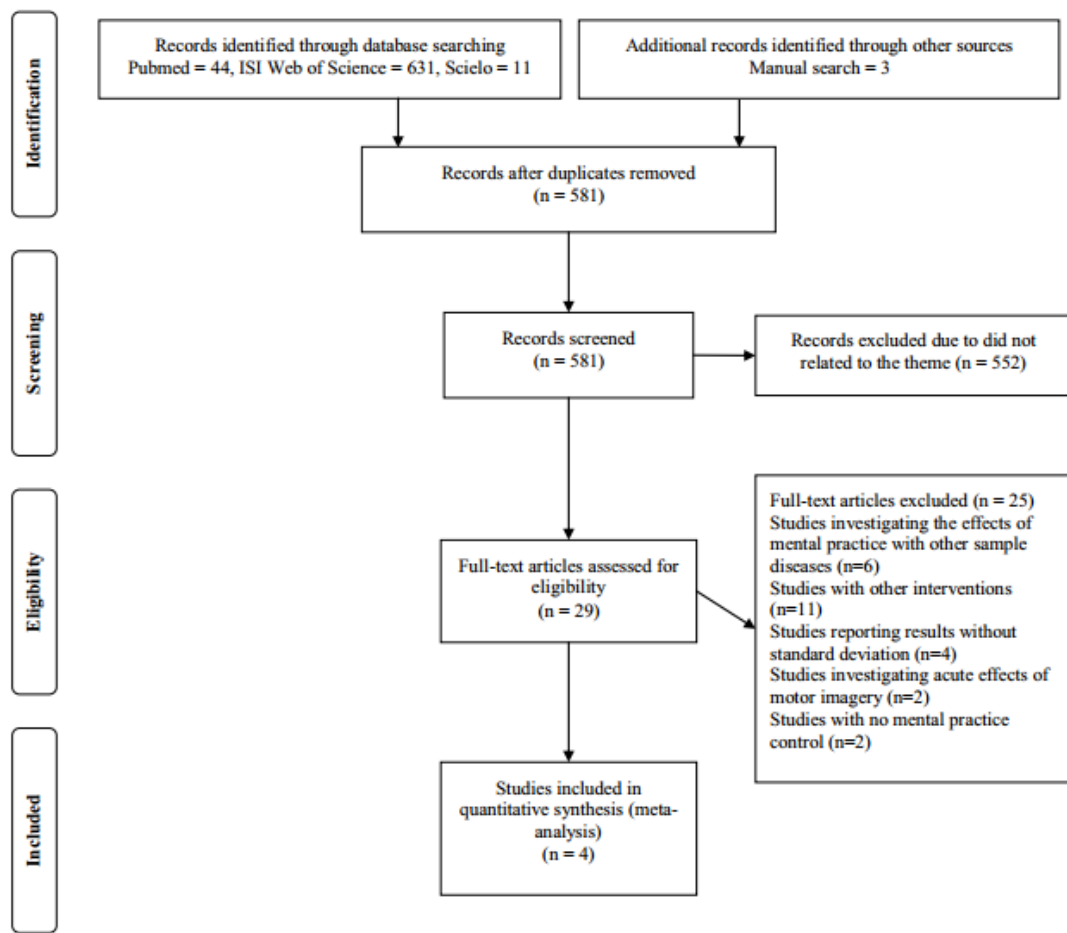 Identification
Records identified through database searching
Pubmed = 44, ISI Web of Science = 631, Scielo = 11
Additional records identified through other sources
Manual search = 3
Records after duplicates removed
(n = 581)
Screening
Records screened
(n = 581)
Records excluded due to did not
related to the theme (n = 552)
Eligibility
Full-text articles assessed for
eligibility
(n = 29)
Full-text articles excluded (n = 25)
Studies investigating the effects of
mental practice with other sample
diseases (n=6)
Studies with other interventions
(n=11)
Studies reporting results without
standard deviation (n=4)
Studies investigating acute effects of
motor imagery (n=2)
Studies with no mental practice
control (n=2)
Included
Studies included in
quantitative synthesis (meta-
analysis)
(n = 4)